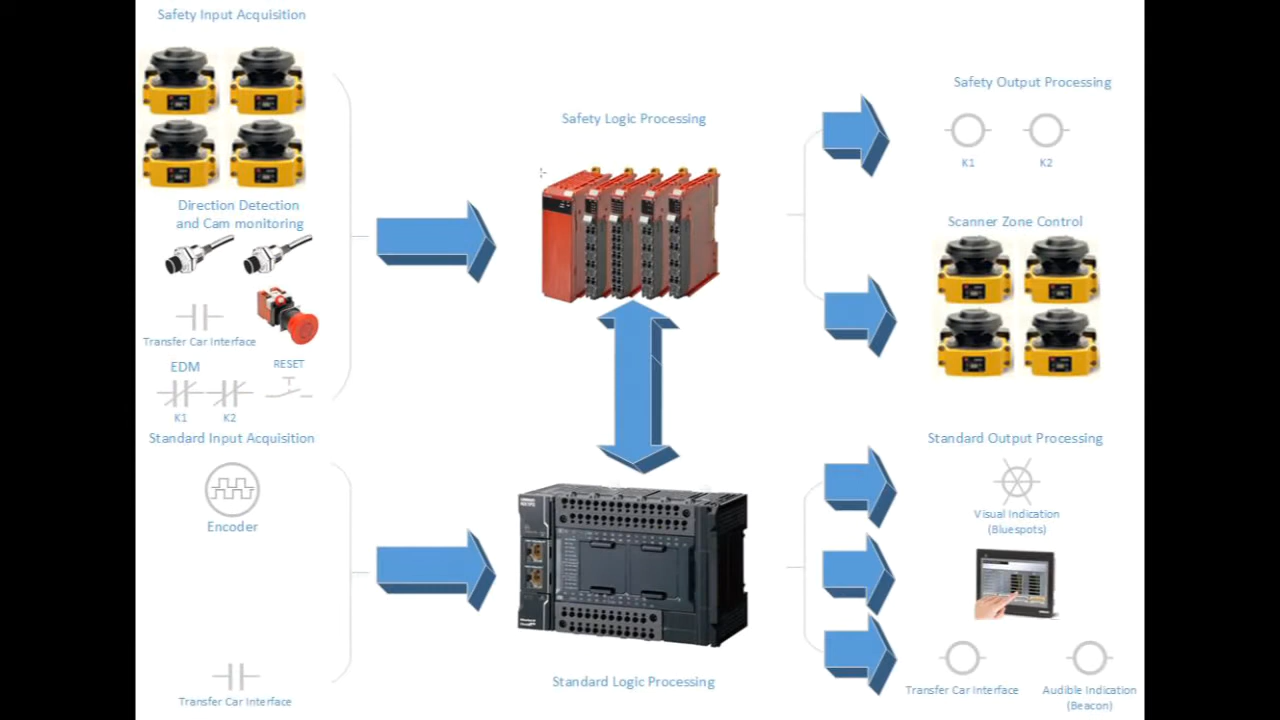 Safety Input Acquisition
Direction Detection
and Cam monitoring
Transfer Car Interface
RESET
EDM
K1
K2
Standard Input Acquisition
Encoder
Transfer Car Interface
Safety Logic Processing
Standard Logic Processing
Safety Output Processing
K1
K2
Scanner Zone Control
Standard Output Processing
Visual Indication
(Bluespots)
Transfer Car Interface
Audible Indication
(Beacon)